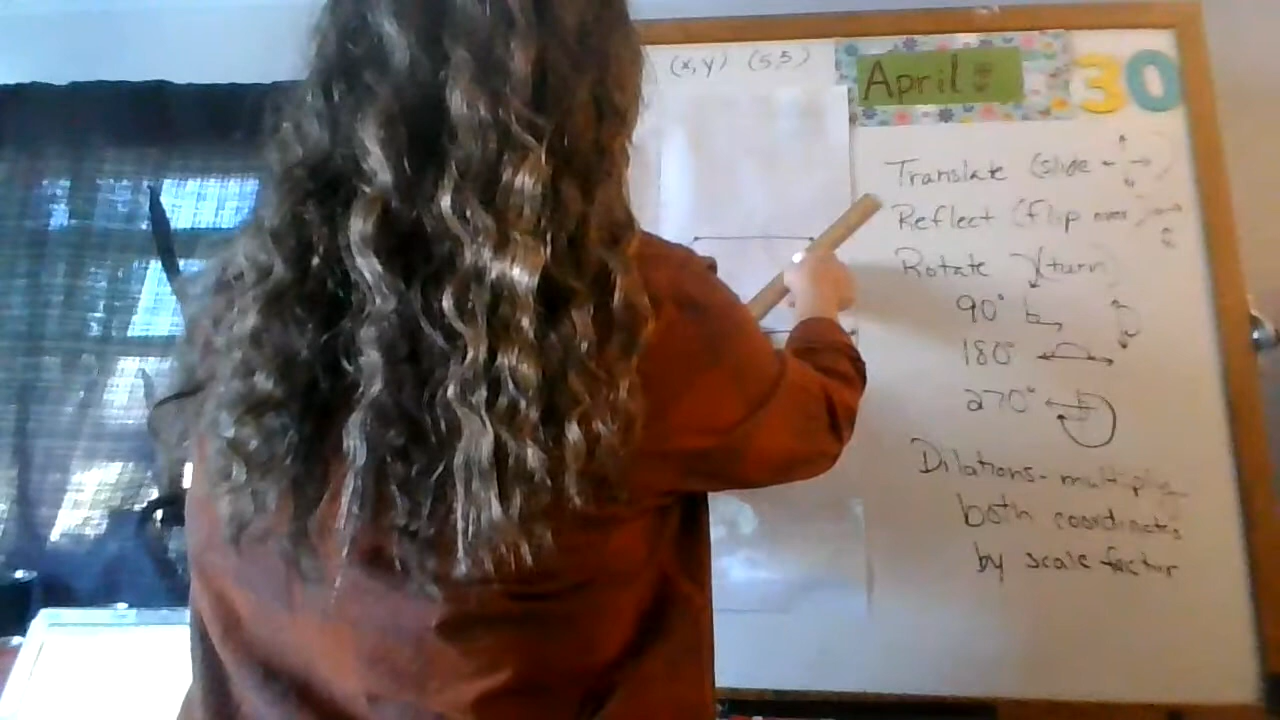 (x,y) (5,5)
April 30
Translate (slide
Reflect (flip over)
Rotate (turn)
90°
180°
270°
Dilations - multiply
both coordinates
by scale factor